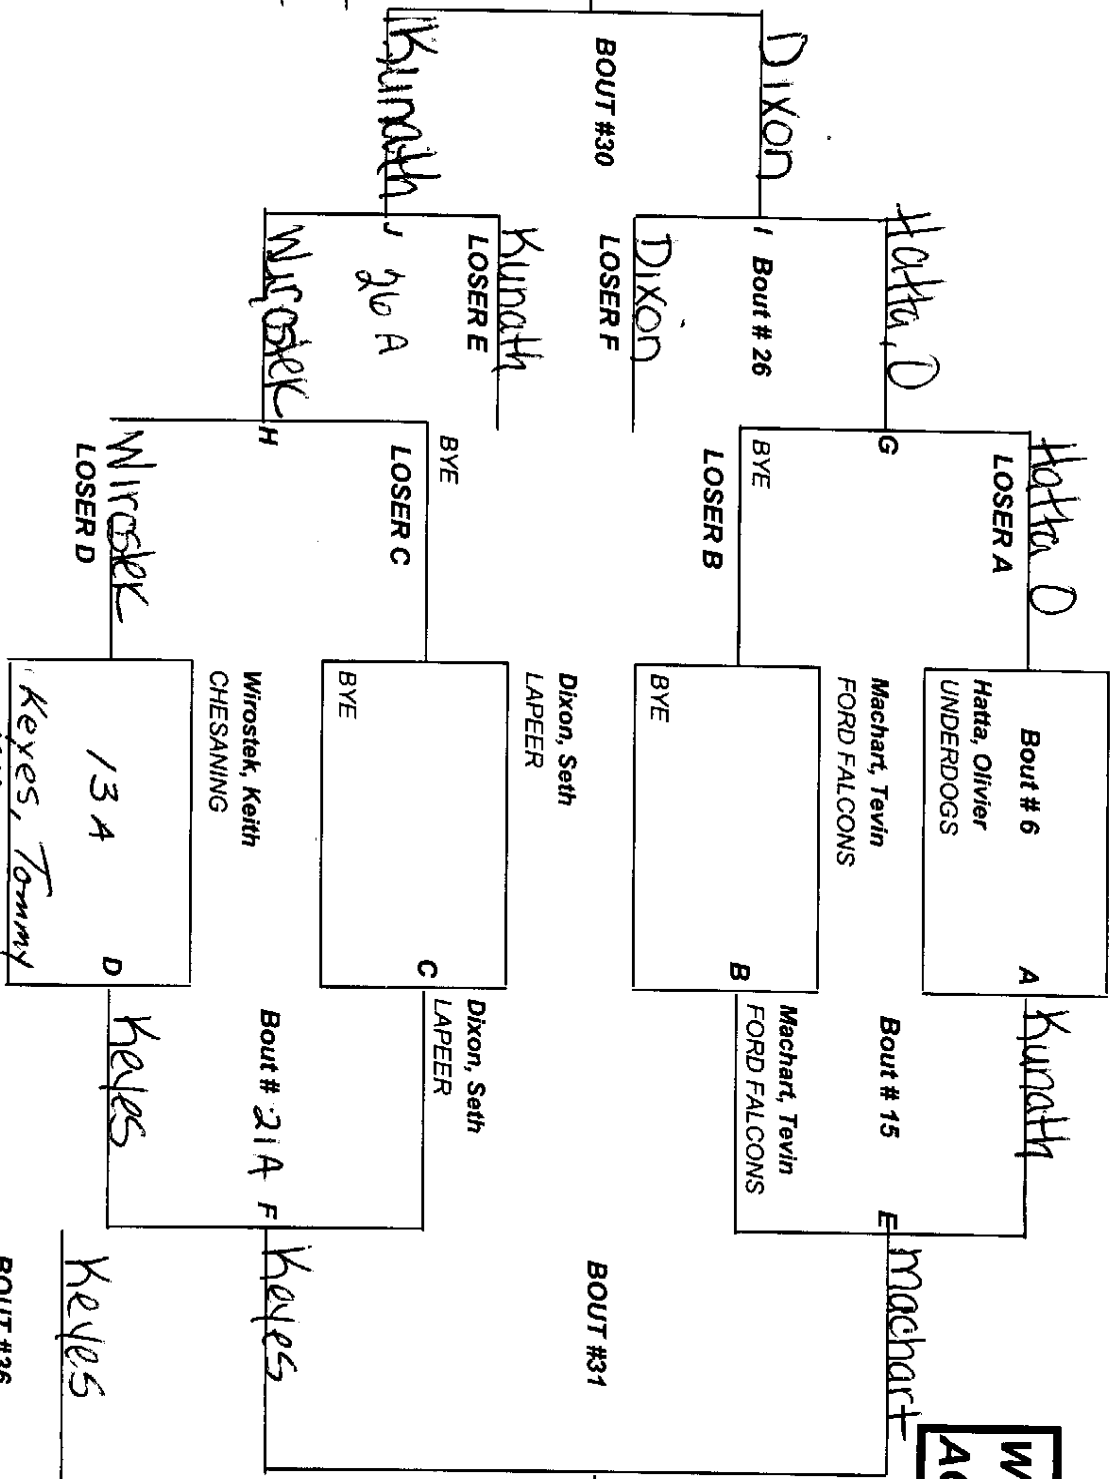 Dixon
BOUT #30
Kunath
Hatta, O
I Bout # 26
Dixon
LOSER F
Kunath
LOSER E
J 26 A
Wirostek
Hatta O
LOSER A
G
BYE
LOSER B
BYE
LOSER C
H
Wirostek
LOSER D
Bout # 6 A
Hatta, Olivier
UNDERDOGS
Machart, Tevin
FORD FALCONS
BYE
B
Dixon, Seth
LAPEER
BYE
C
Wirostek, Keith
CHESANING
13 A
D
Keyes, Tommy
Kunath
Bout # 15
E
Machart, Tevin
FORD FALCONS
Dixon, Seth
LAPEER
Bout # 21A F
Keyes
machart
BOUT #31
Keyes
Keyes
BOUT #36